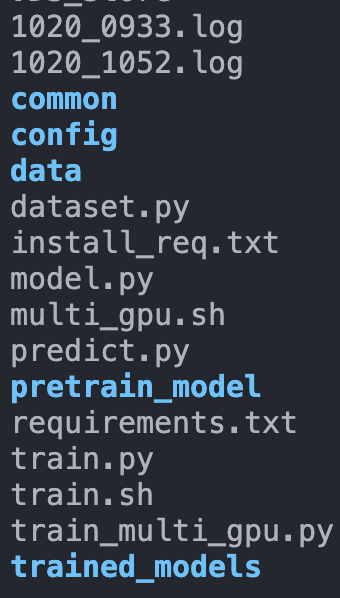 1020_0933.log
1020_1052.log
common
config
data
dataset.py
install_req.txt
model.py
multi_gpu.sh
predict.py
pretrain_model
requirements.txt
train.py
train.sh
train_multi_gpu.py
trained_models